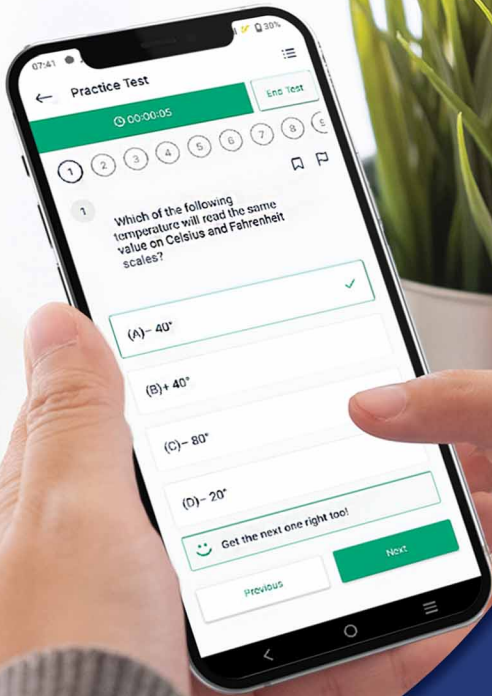 07:41
30%
Practice Test
00:00:05
End Test
1 2 3 4 5 6 7 8
1
Which of the following
temperature will read the same
value on Celsius and Fahrenheit
scales?
(A)– 40°
(B)+ 40°
(C)– 80°
(D)– 20°
Get the next one right too!
Previous
Next